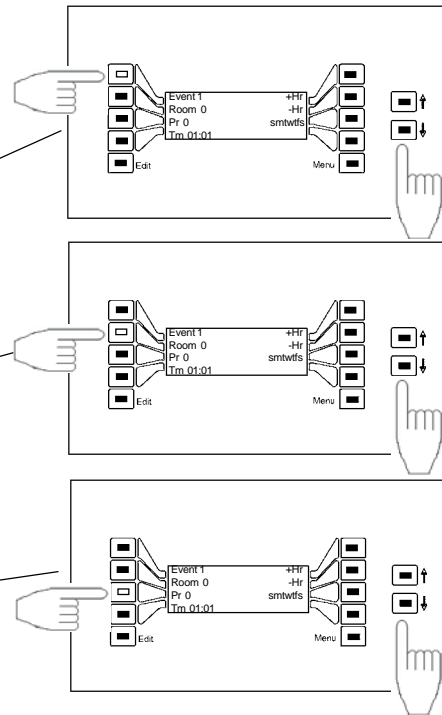 Event 1 +Hr
Room 0 -Hr
Pr 0 smtwtfs
Tm 01:01
Edit Menu
Event 1 +Hr
Room 0 -Hr
Pr 0 smtwtfs
Tm 01:01
Edit Menu
Event 1 +Hr
Room 0 -Hr
Pr 0 smtwtfs
Tm 01:01
Edit Menu